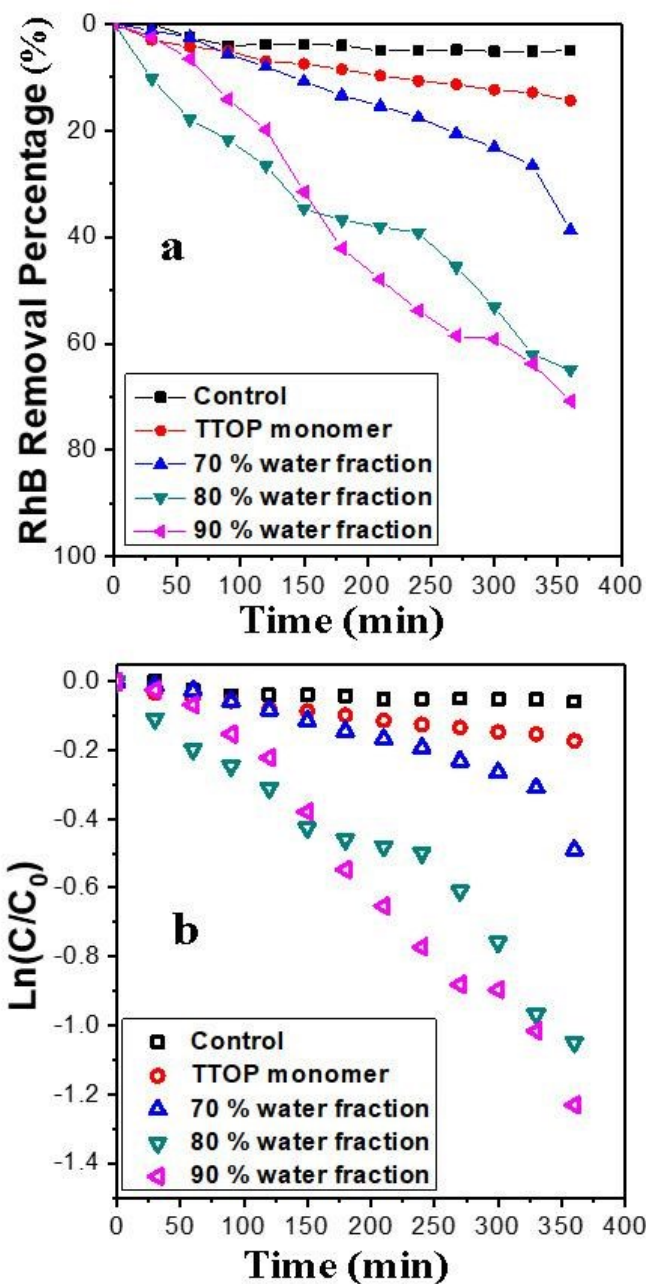 RhB Removal Percentage (%)
0
20
40
60
80
100
a
Control
TTOP monomer
70 % water fraction
80 % water fraction
90 % water fraction
0 50 100 150 200 250 300 350 400
Time (min)
Ln(C/C0)
0.0
-0.2
-0.4
-0.6
-0.8
-1.0
-1.2
-1.4
b
Control
TTOP monomer
70 % water fraction
80 % water fraction
90 % water fraction
0 50 100 150 200 250 300 350 400
Time (min)